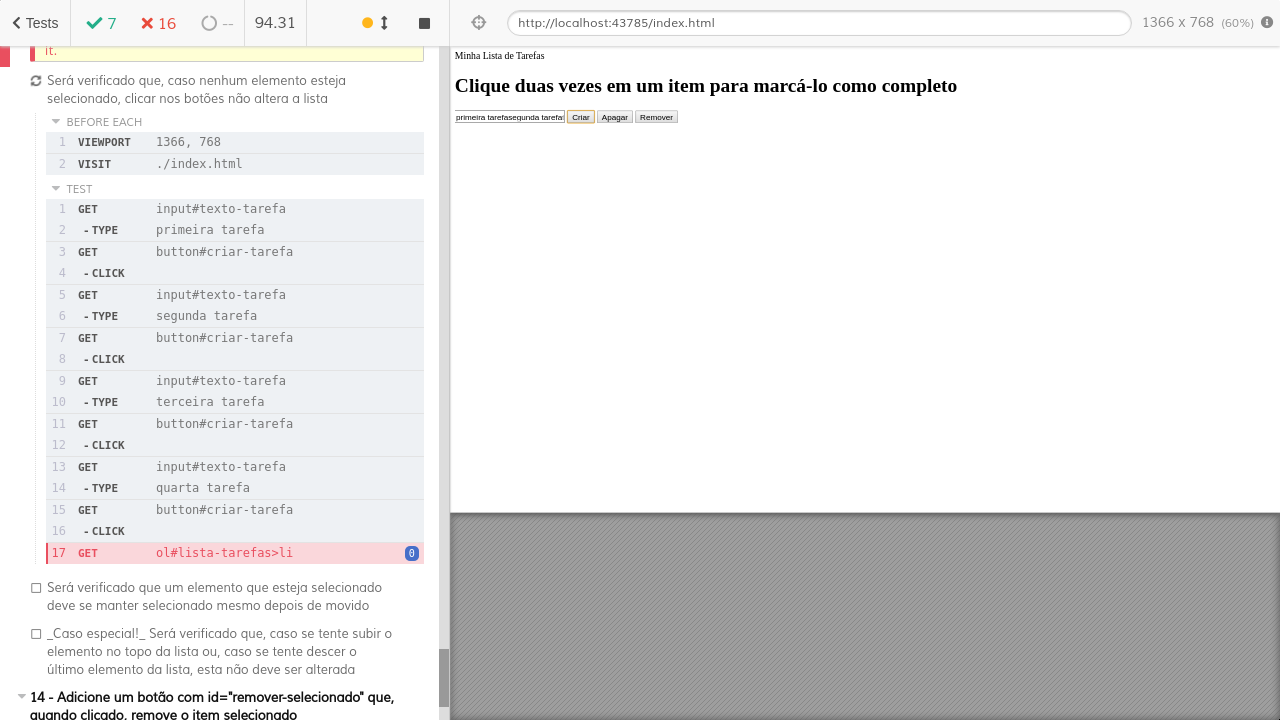 Tests
7
16
--
94.31
http://localhost:43785/index.html
1366 x 768 (60%)
it.
Será verificado que, caso nenhum elemento esteja
selecionado, clicar nos botões não altera a lista
BEFORE EACH
1 VIEWPORT 1366, 768
2 VISIT ./index.html
TEST
1 GET input#texto-tarefa
2 -TYPE primeira tarefa
3 GET button#criar-tarefa
4 -CLICK
5 GET input#texto-tarefa
6 -TYPE segunda tarefa
7 GET button#criar-tarefa
8 -CLICK
9 GET input#texto-tarefa
10 -TYPE terceira tarefa
11 GET button#criar-tarefa
12 -CLICK
13 GET input#texto-tarefa
14 -TYPE quarta tarefa
15 GET button#criar-tarefa
16 -CLICK
17 GET ol#lista-tarefas>li 0
Será verificado que um elemento que esteja selecionado
deve se manter selecionado mesmo depois de movido
_Caso especial!_ Será verificado que, caso se tente subir o
elemento no topo da lista ou, caso se tente descer o
último elemento da lista, esta não deve ser alterada
14 - Adicione um botão com id="remover-selecionado" que,
quando clicado, remove o item selecionado
Minha Lista de Tarefas
Clique duas vezes em um item para marcá-lo como completo
primeira tarefasegunda tarefa
Criar
Apagar
Remover